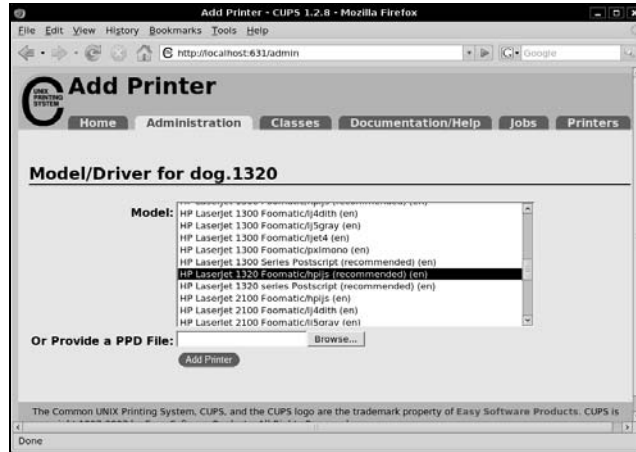 Add Printer - CUPS 1.2.8 - Mozilla Firefox
File Edit View History Bookmarks Tools Help
http://localhost:631/admin
Google
UNIX PRINTING SYSTEM
Add Printer
Home Administration Classes Documentation/Help Jobs Printers
Model/Driver for dog.1320
Model:
HP LaserJet 1300 Foomatic/lj4dith (en)
HP LaserJet 1300 Foomatic/lj5gray (en)
HP LaserJet 1300 Foomatic/ljet4 (en)
HP LaserJet 1300 Foomatic/pxlmono (en)
HP LaserJet 1300 Series Postscript (recommended) (en)
HP LaserJet 1320 Foomatic/hpijs (recommended) (en)
HP LaserJet 1320 series Postscript (recommended) (en)
HP LaserJet 2100 Foomatic/hpijs (en)
HP LaserJet 2100 Foomatic/lj4dith (en)
HP LaserJet 2100 Foomatic/lj5gray (en)
Or Provide a PPD File:
Browse...
Add Printer
The Common UNIX Printing System, CUPS, and the CUPS logo are the trademark property of Easy Software Products. CUPS is
Done